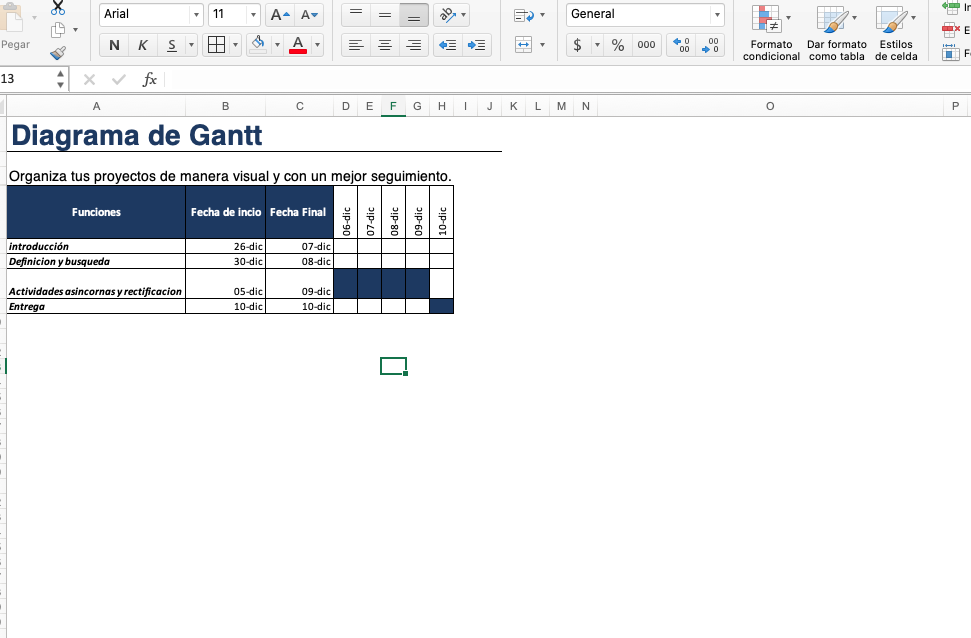 Arial 11 A A General
Pegar N K S A $ % 000 ,00 ,00 Formato condicional Dar formato como tabla Estilos de celda
13 fx
A B C D E F G H I J K L M N O P
Diagrama de Gantt
Organiza tus proyectos de manera visual y con un mejor seguimiento.
Funciones Fecha de incio Fecha Final 06-dic 07-dic 08-dic 09-dic 10-dic
introducción 26-dic 07-dic
Definicion y busqueda 30-dic 08-dic
Actividades asincornas y rectificacion 05-dic 09-dic
Entrega 10-dic 10-dic